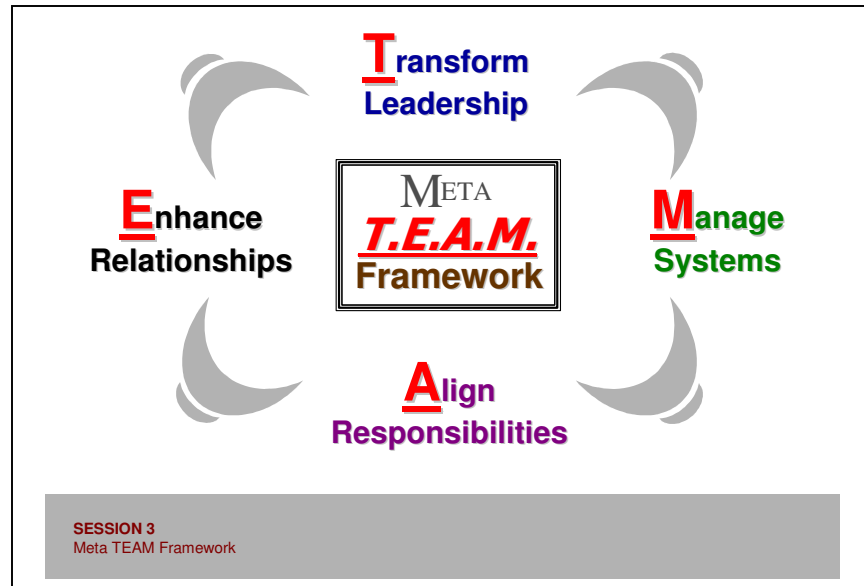 Transform
Leadership
Enhance
Relationships
META
T.E.A.M.
Framework
Manage
Systems
Align
Responsibilities
SESSION 3
Meta TEAM Framework